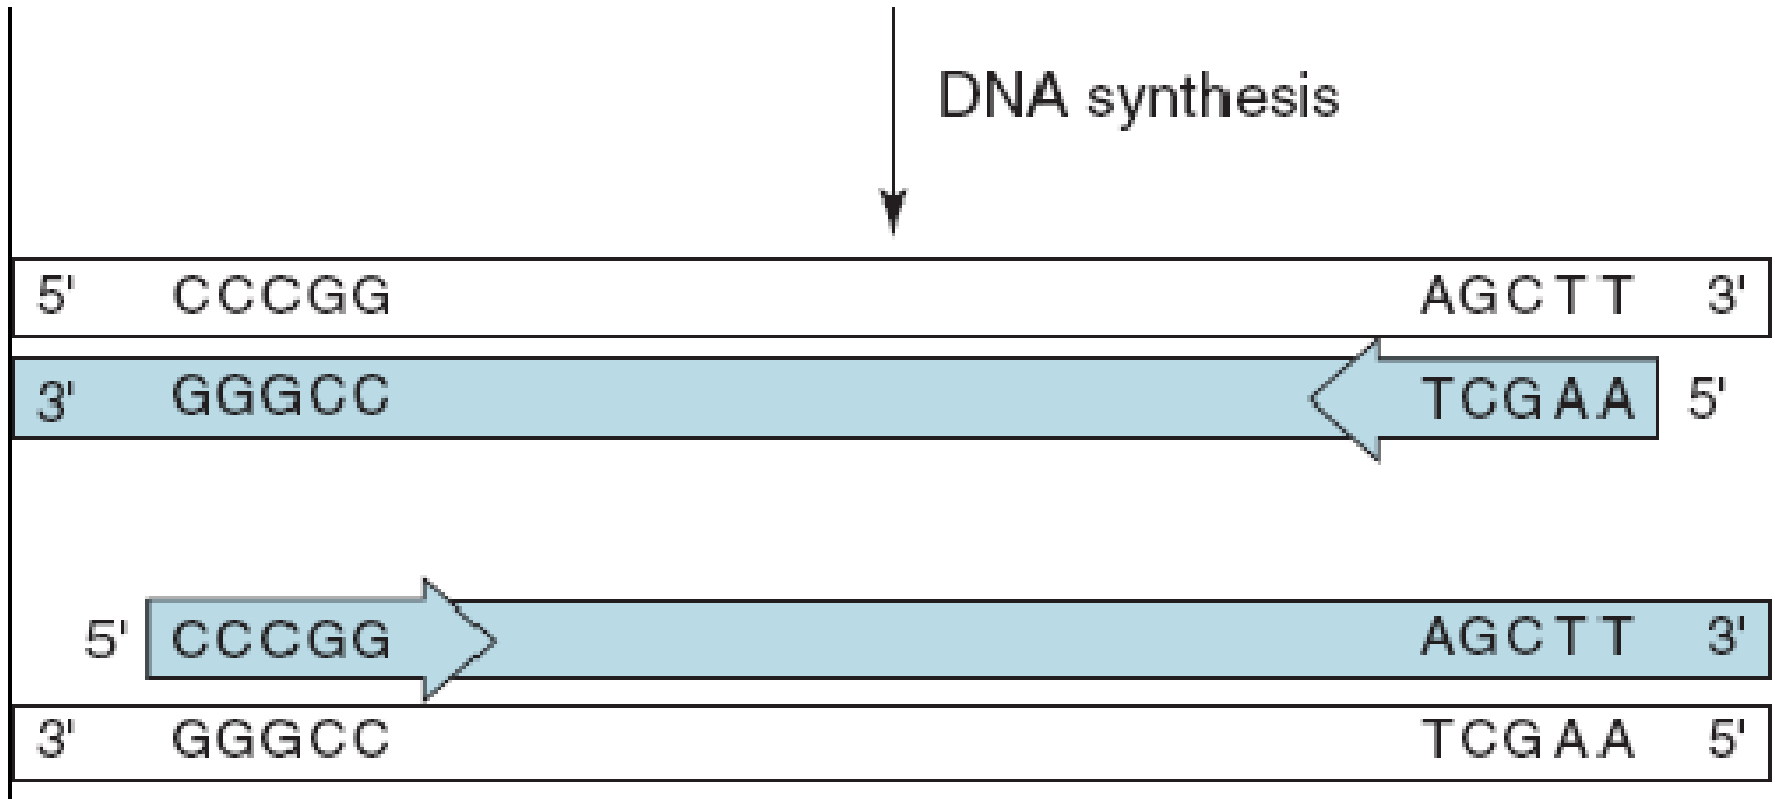 DNA synthesis
5' CCCGG AGCTT 3'
3' GGGCC TCGAA 5'
5' CCCGG AGCTT 3'
3' GGGCC TCGAA 5'